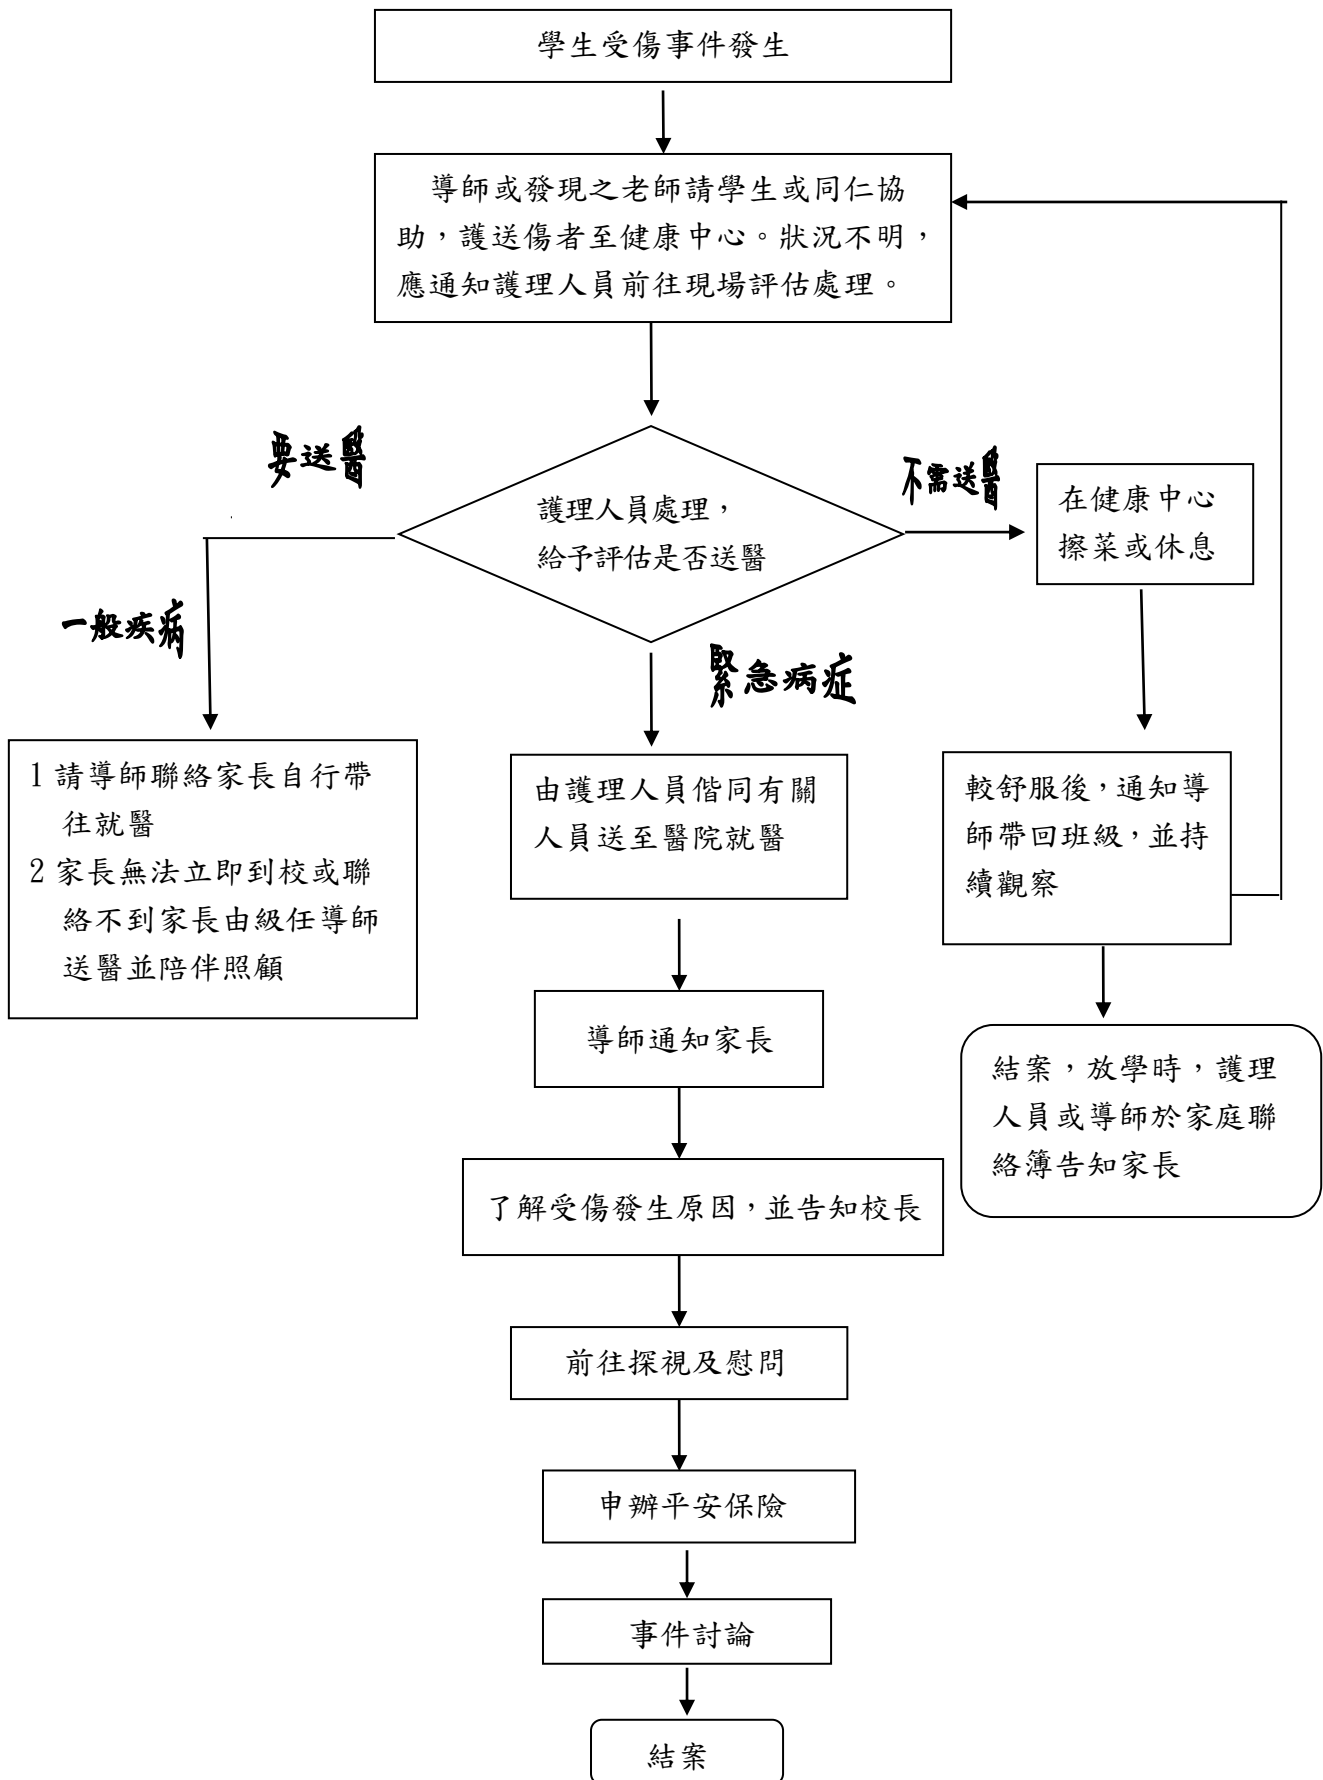 學生受傷事件發生
導師或發現之老師請學生或同仁協
助，護送傷者至健康中心。狀況不明，
應通知護理人員前往現場評估處理。
要送醫
不需送醫
護理人員處理，
給予評估是否送醫
在健康中心
擦菜或休息
一般疾病
緊急病症
1 請導師聯絡家長自行帶
往就醫
2 家長無法立即到校或聯
絡不到家長由級任導師
送醫並陪伴照顧
由護理人員偕同有關
人員送至醫院就醫
較舒服後，通知導
師帶回班級，並持
續觀察
導師通知家長
結案，放學時，護理
人員或導師於家庭聯
絡簿告知家長
了解受傷發生原因，並告知校長
前往探視及慰問
申辦平安保險
事件討論
結案